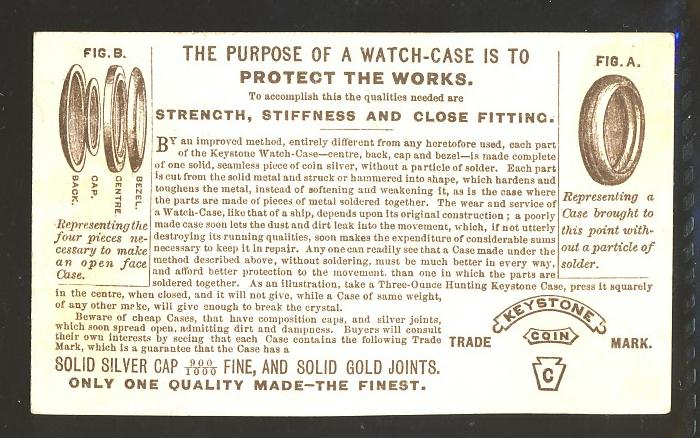 FIG. B.
BACK.
CAP.
CENTRE.
BEZEL.
Representing the
four pieces ne-
cessary to make
an open face
Case.
THE PURPOSE OF A WATCH-CASE IS TO
PROTECT THE WORKS.
To accomplish this the qualities needed are
STRENGTH, STIFFNESS AND CLOSE FITTING.
BY an improved method, entirely different from any heretofore used, each part
of the Keystone Watch-Case—centre, back, cap and bezel—is made complete
of one solid, seamless piece of coin silver, without a particle of solder. Each part
is cut from the solid metal and struck or hammered into shape, which hardens and
toughens the metal, instead of softening and weakening it, as is the case where
the parts are made of pieces of metal soldered together. The wear and service of
a Watch-Case, like that of a ship, depends upon its original construction; a poorly
made case soon lets the dust and dirt leak into the movement, which, if not utterly
destroying its running qualities, soon makes the expenditure of considerable sums
necessary to keep it in repair. Any one can readily see that a Case made under the
method described above, without soldering, must be much better in every way,
and afford better protection to the movement, than one in which the parts are
soldered together. As an illustration, take a Three-Ounce Hunting Keystone Case, press it squarely
in the centre, when closed, and it will not give, while a Case of same weight,
of any other make, will give enough to break the crystal.
Beware of cheap Cases, that have composition caps, and silver joints,
which soon spread open, admitting dirt and dampness. Buyers will consult
their own interests by seeing that each Case contains the following Trade
Mark, which is a guarantee that the Case has a
SOLID SILVER CAP 900/1000 FINE, AND SOLID GOLD JOINTS.
ONLY ONE QUALITY MADE—THE FINEST.
FIG. A.
Representing a
Case brought to
this point with-
out a particle of
solder.
KEYSTONE
TRADE COIN MARK.
C